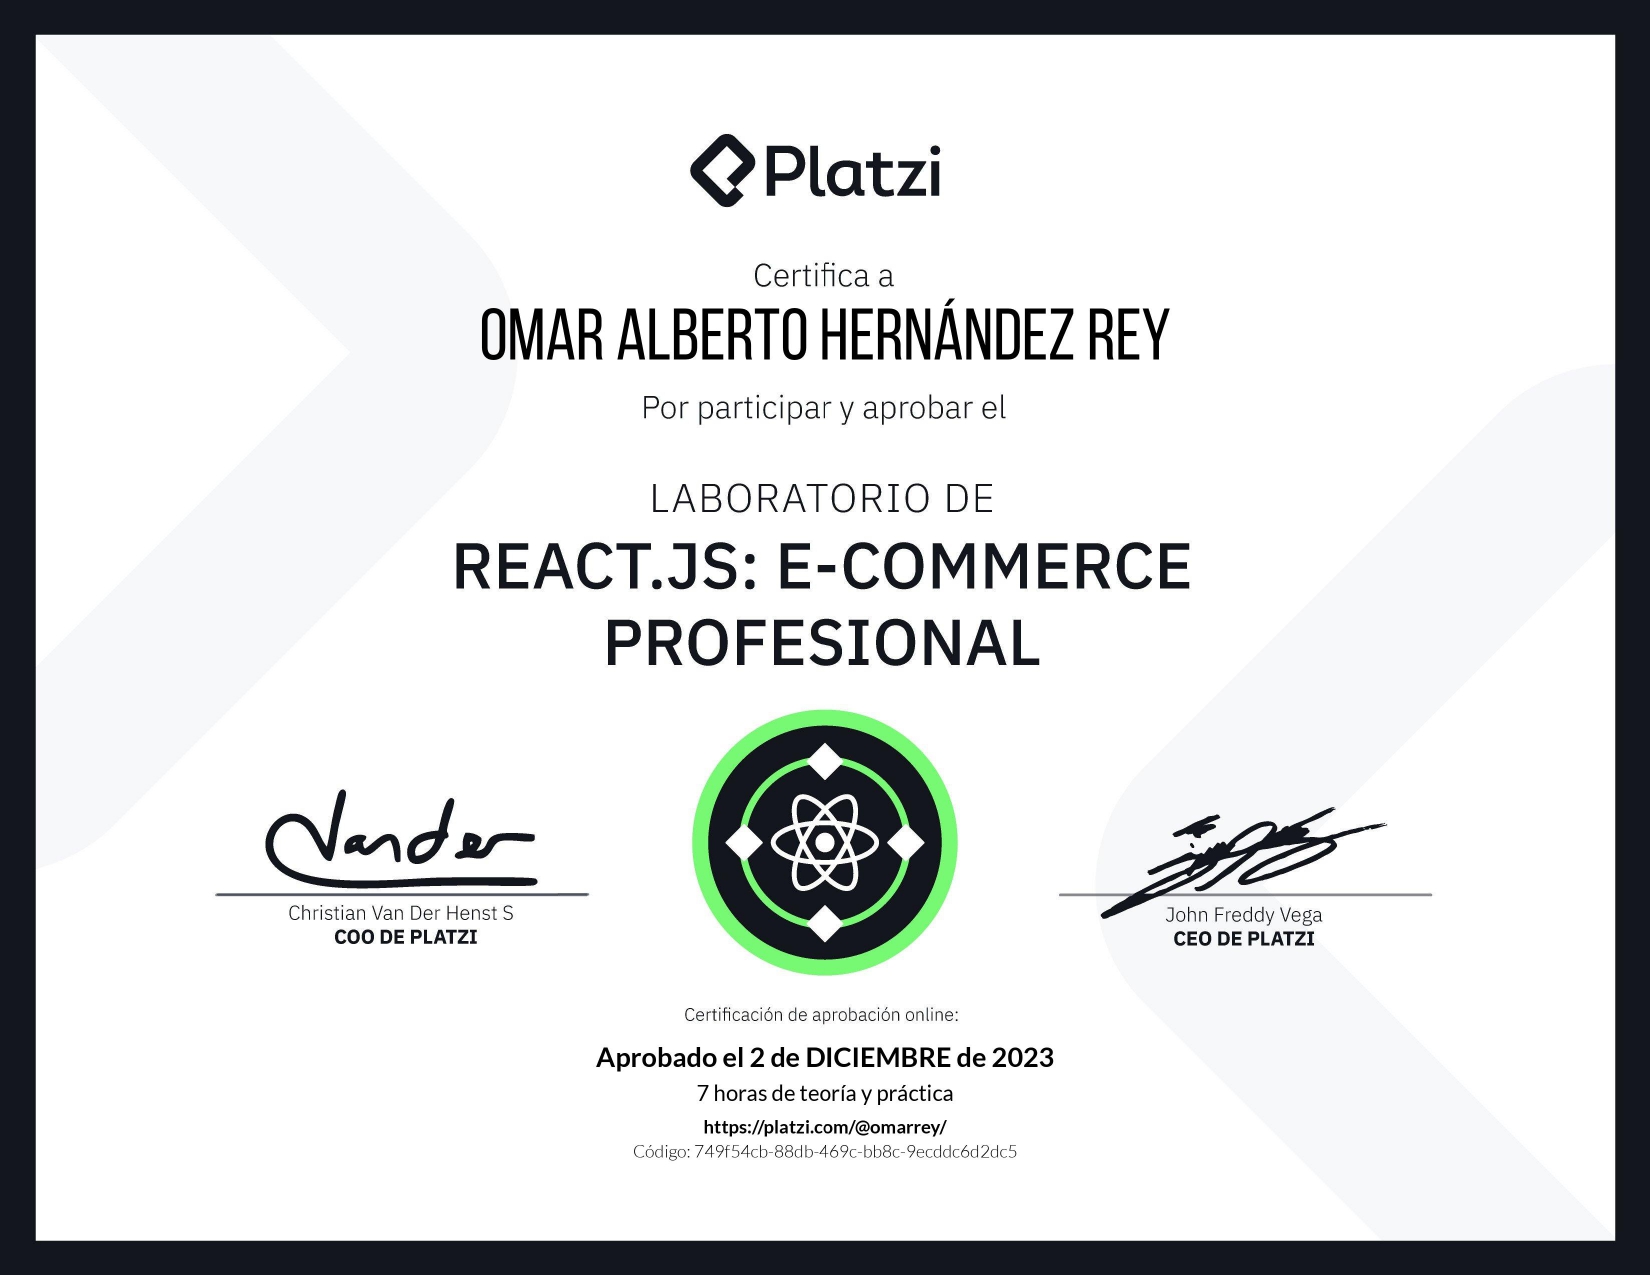 Platzi
Certifica a
OMAR ALBERTO HERNÁNDEZ REY
Por participar y aprobar el
LABORATORIO DE
REACT.JS: E-COMMERCE
PROFESIONAL
Vander
Christian Van Der Henst S
COO DE PLATZI
John Freddy Vega
CEO DE PLATZI
Certificación de aprobación online:
Aprobado el 2 de DICIEMBRE de 2023
7 horas de teoría y práctica
https://platzi.com/@omarrey/
Código: 749f54cb-88db-469c-bb8c-9ecddc6d2dc5